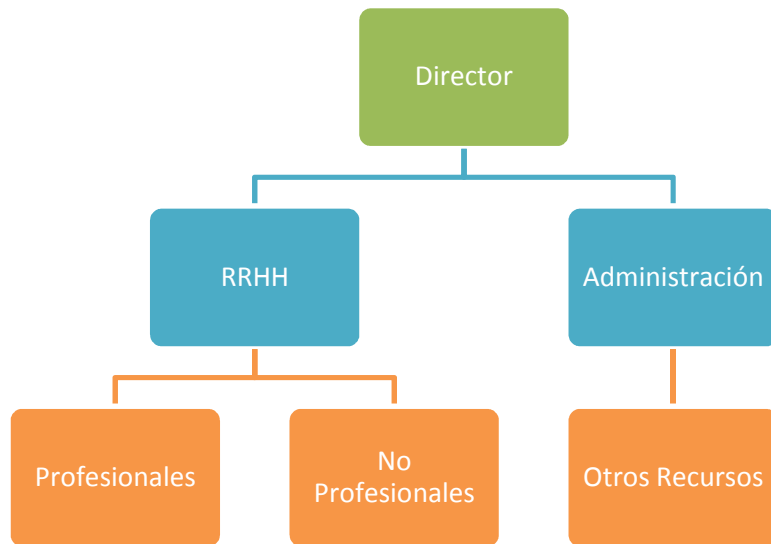 Director
RRHH
Administración
Profesionales
No
Profesionales
Otros Recursos